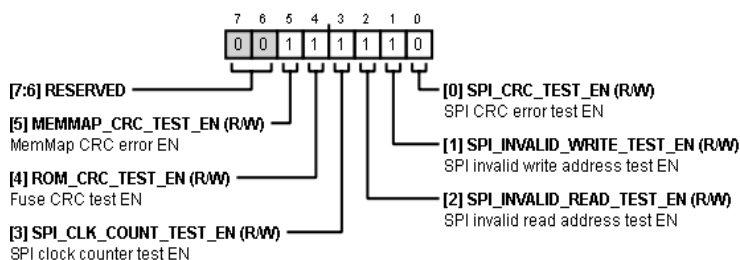 7 6 5 4 3 2 1 0
0 0 1 1 1 1 1 0
[7:6] RESERVED
[0] SPI_CRC_TEST_EN (R/W)
SPI CRC error test EN
[5] MEMMAP_CRC_TEST_EN (R/W)
MemMap CRC error EN
[1] SPI_INVALID_WRITE_TEST_EN (R/W)
SPI invalid write address test EN
[4] ROM_CRC_TEST_EN (R/W)
Fuse CRC test EN
[2] SPI_INVALID_READ_TEST_EN (R/W)
SPI invalid read address test EN
[3] SPI_CLK_COUNT_TEST_EN (R/W)
SPI clock counter test EN